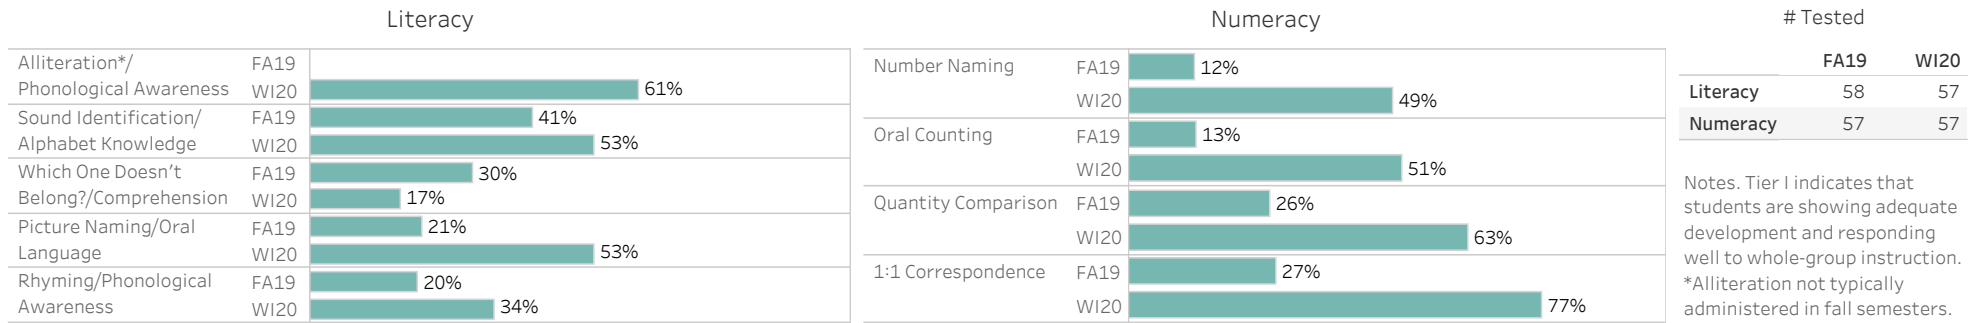 Literacy
Alliteration*/ FA19
Phonological Awareness WI20 61%
Sound Identification/ FA19 41%
Alphabet Knowledge WI20 53%
Which One Doesn't FA19 30%
Belong?/Comprehension WI20 17%
Picture Naming/Oral FA19 21%
Language WI20 53%
Rhyming/Phonological FA19 20%
Awareness WI20 34%
Numeracy
Number Naming FA19 12%
WI20 49%
Oral Counting FA19 13%
WI20 51%
Quantity Comparison FA19 26%
WI20 63%
1:1 Correspondence FA19 27%
WI20 77%
# Tested
FA19 WI20
Literacy 58 57
Numeracy 57 57
Notes. Tier I indicates that
students are showing adequate
development and responding
well to whole-group instruction.
*Alliteration not typically
administered in fall semesters.